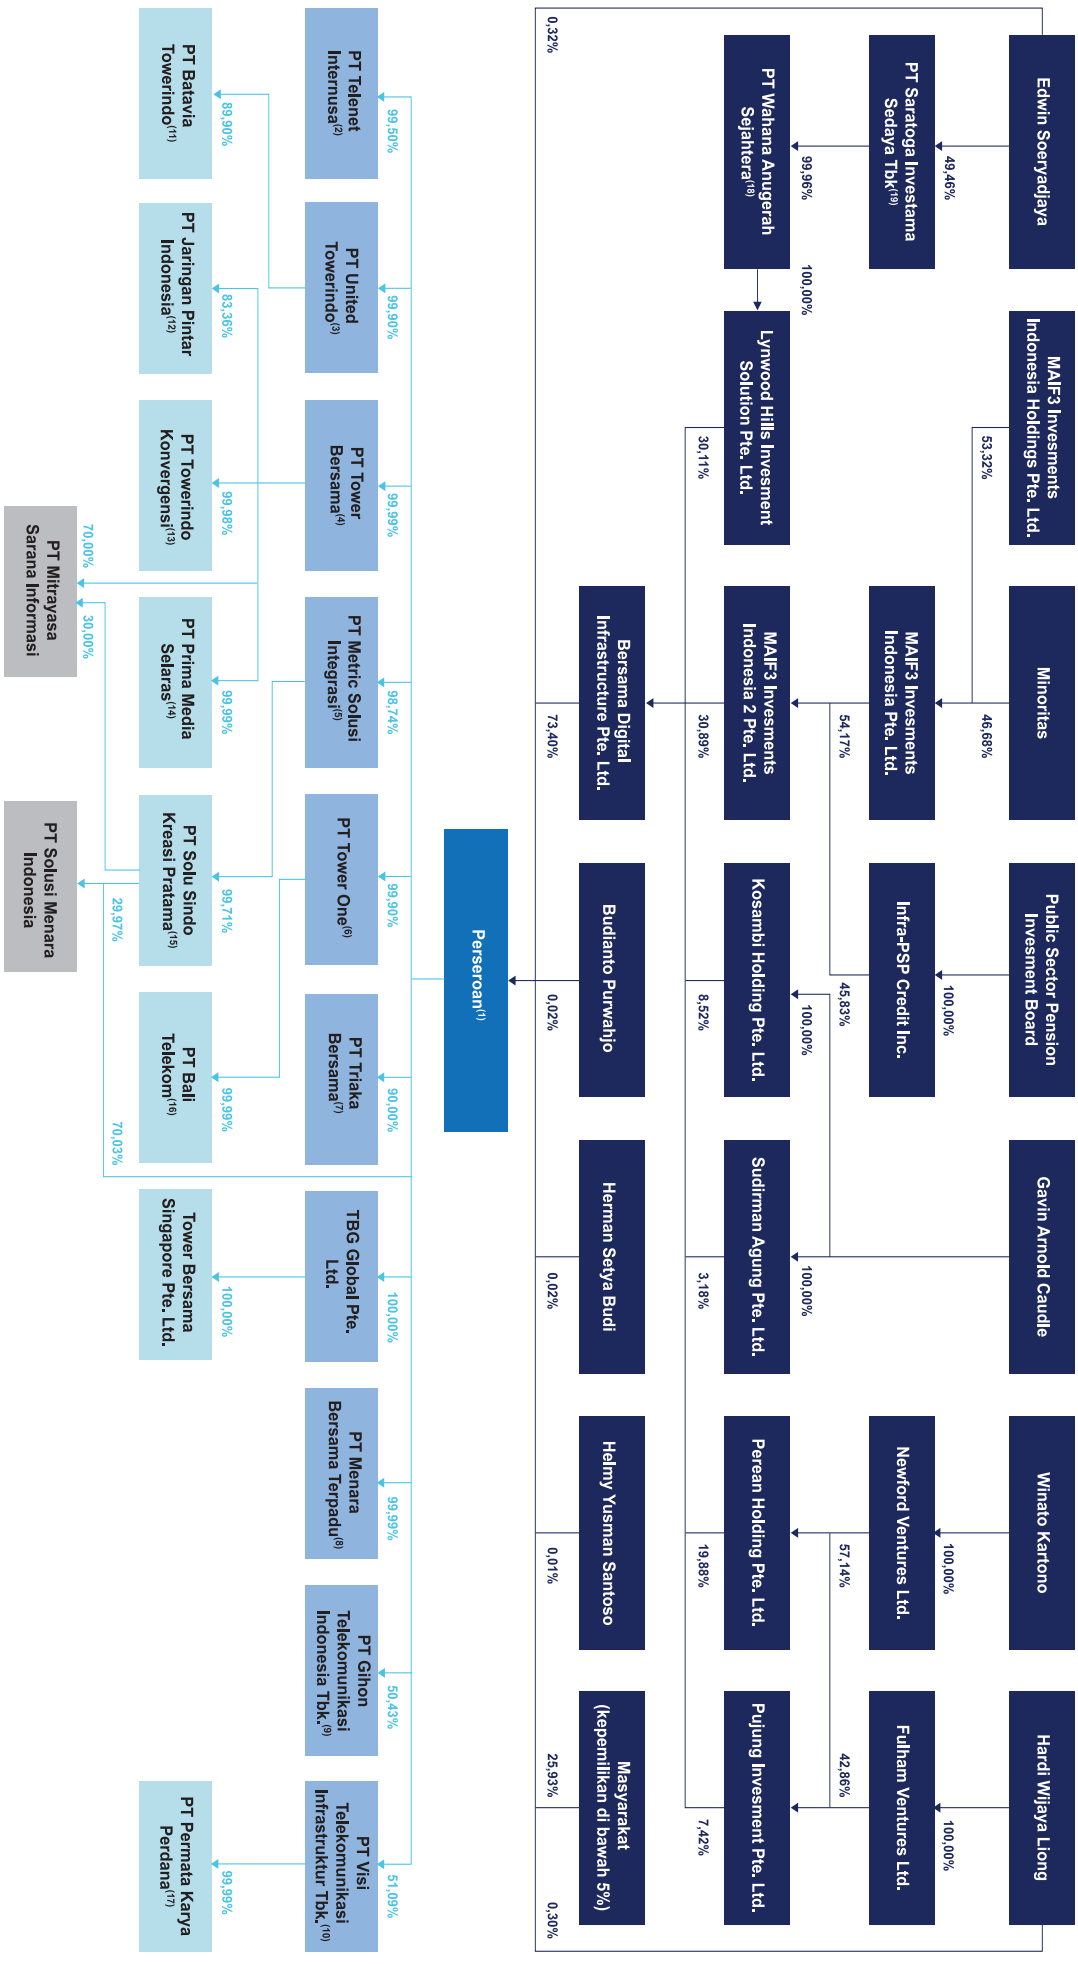 Edwin Soeryadjaya
MAIF3 Invesments
Indonesia Holdings Pte. Ltd.
Minoritas
Public Sector Pension
Invesment Board
Gavin Arnold Caudle
Winato Kartono
Hardi Wijaya Liong
49,46%
53,32%
46,68%
100,00%
100,00%
100,00%
PT Saratoga Investama
Sedaya Tbk(19)
MAIF3 Invesments
Indonesia Pte. Ltd.
Infra-PSP Credit Inc.
Newford Ventures Ltd.
Fulham Ventures Ltd.
99,96%
100,00%
54,17%
45,83%
100,00%
100,00%
57,14%
42,86%
PT Wahana Anugerah
Sejahtera(18)
Lynwood Hills Invesment
Solution Pte. Ltd.
MAIF3 Invesments
Indonesia 2 Pte. Ltd.
Kosambi Holding Pte. Ltd.
Sudirman Agung Pte. Ltd.
Perean Holding Pte. Ltd.
Pujung Invesment Pte. Ltd.
30,11%
30,89%
8,52%
3,18%
19,88%
7,42%
Bersama Digital
Infrastructure Pte. Ltd.
Budianto Purwahjo
Herman Setya Budi
Helmy Yusman Santoso
Masyarakat
(kepemilikan di bawah 5%)
0,32%
73,40%
0,02%
0,02%
0,01%
25,93%
0,30%
Perseroan(1)
99,50%
99,90%
99,99%
98,74%
99,90%
90,00%
100,00%
99,99%
50,43%
51,09%
PT Telenet
Internusa(2)
PT United
Towerindo(3)
PT Tower
Bersama(4)
PT Metric Solusi
Integrasi(5)
PT Tower One(6)
PT Triaka
Bersama(7)
TBG Global Pte.
Ltd.
PT Menara
Bersama Terpadu(8)
PT Gihon
Telekomunikasi
Indonesia Tbk.(9)
PT Visi
Telekomunikasi
Infrastruktur Tbk.(10)
89,90%
83,36%
99,98%
99,99%
99,71%
99,99%
100,00%
99,99%
PT Batavia
Towerindo(11)
PT Jaringan Pintar
Indonesia(12)
PT Towerindo
Konvergensi(13)
PT Prima Media
Selaras(14)
PT Solu Sindo
Kreasi Pratama(15)
PT Bali
Telekom(16)
Tower Bersama
Singapore Pte. Ltd.
PT Permata Karya
Perdana(17)
70,00%
30,00%
29,97%
70,03%
PT Mitrayasa
Sarana Informasi
PT Solusi Menara
Indonesia